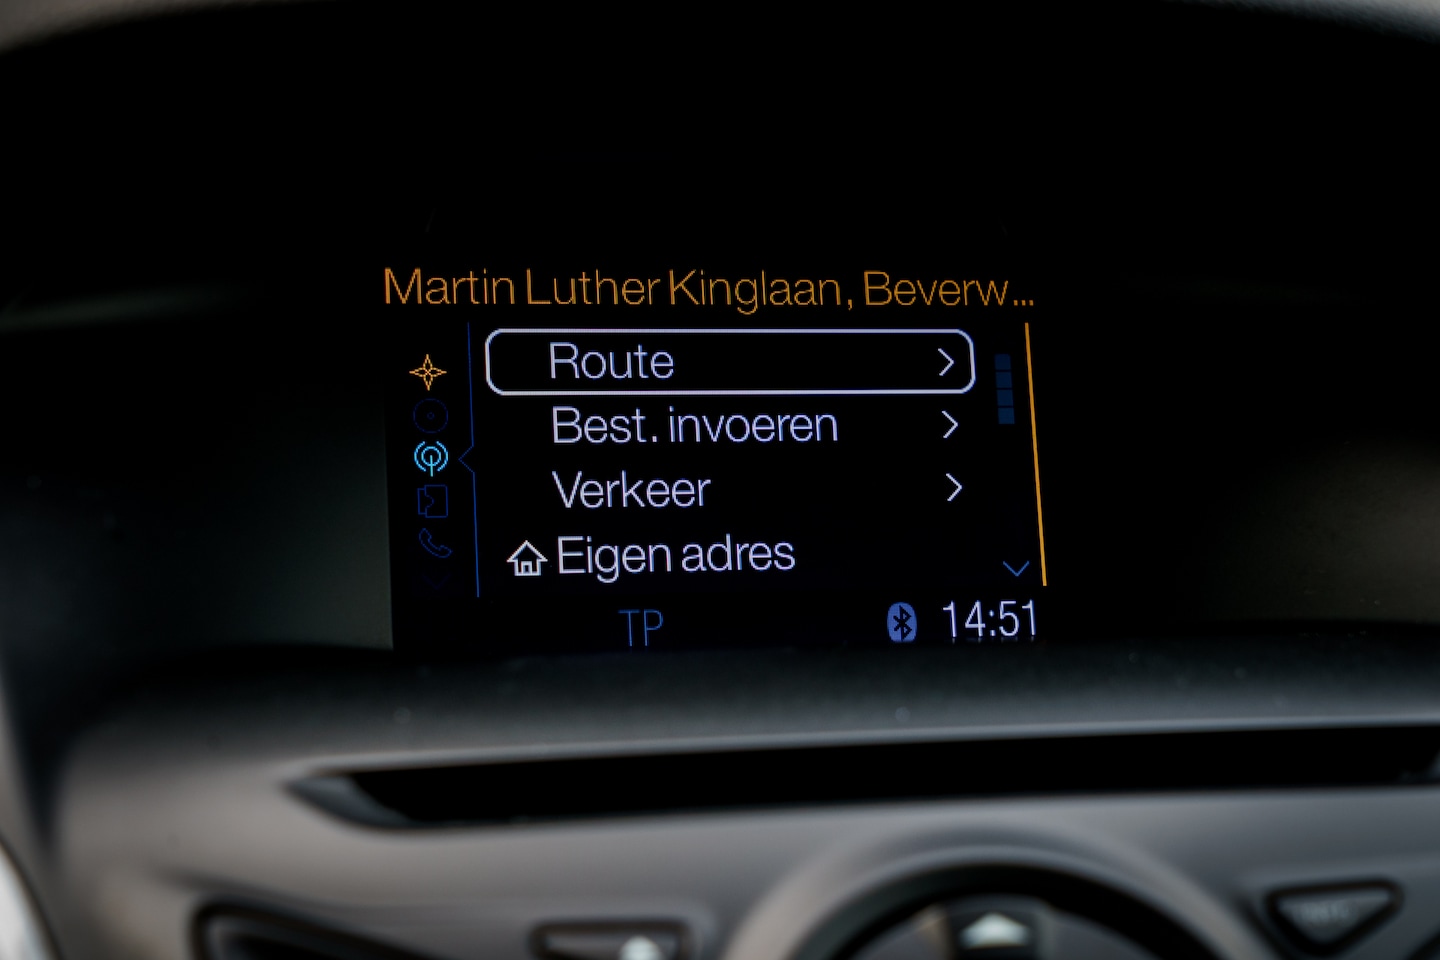 Martin Luther Kinglaan, Beverw...
Route
Best. invoeren
Verkeer
Eigen adres
TP 14:51